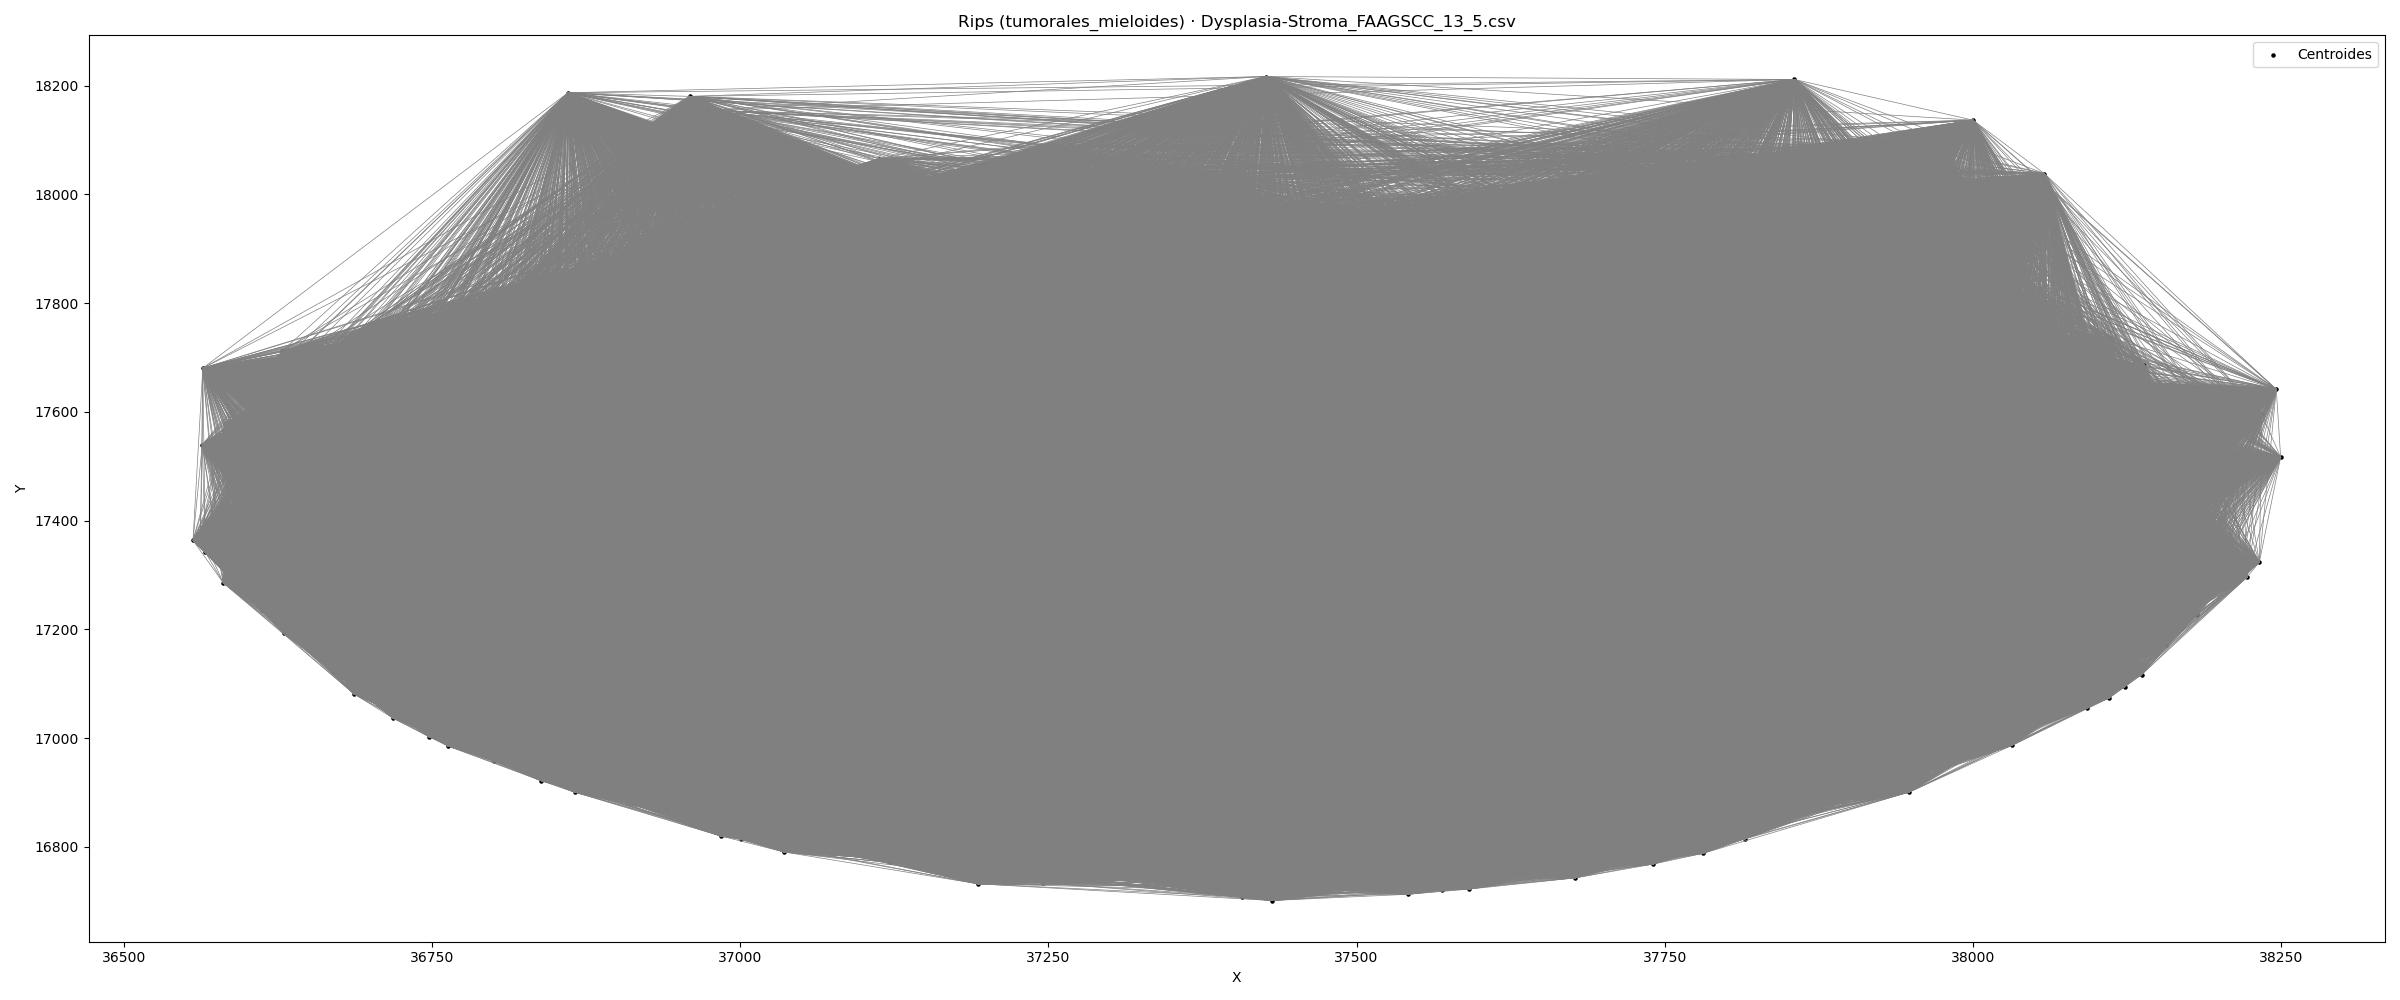 Rips (tumorales_mieloides) · Dysplasia-Stroma_FAAGSCC_13_5.csv
Centroides
18200
18000
17800
17600
17400
17200
17000
16800
Y
36500 36750 37000 37250 37500 37750 38000 38250
X